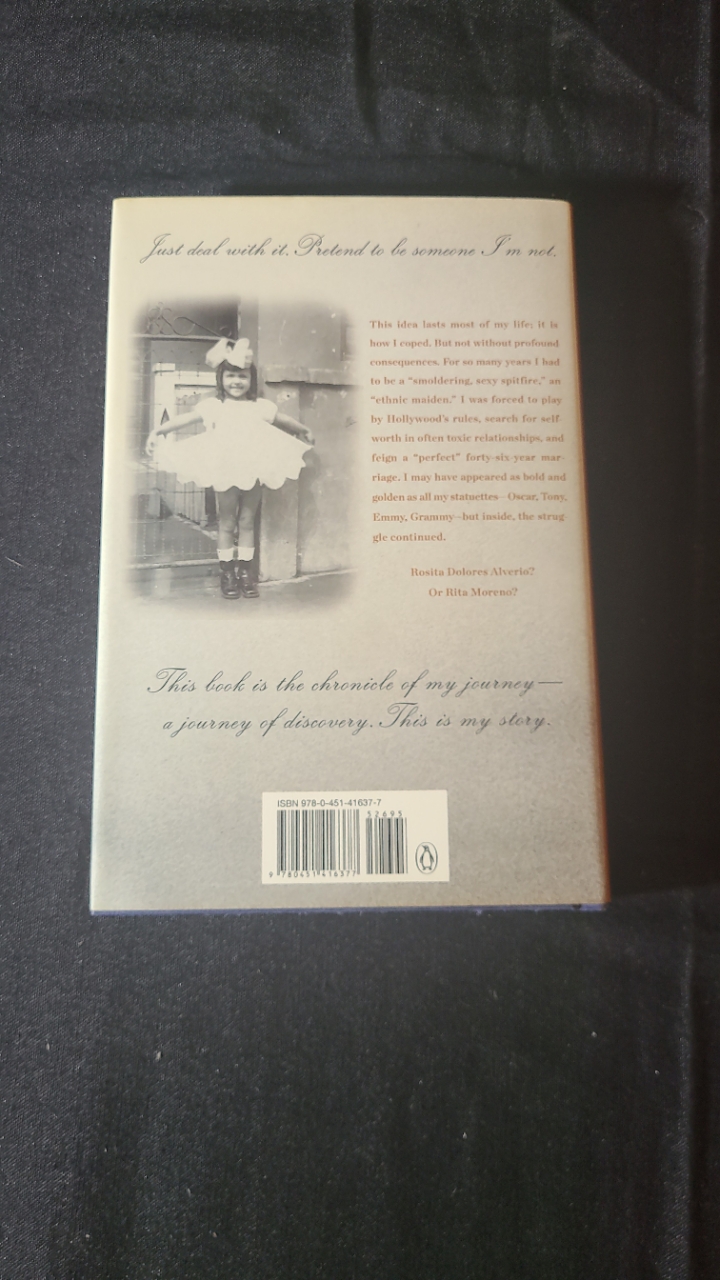 Just deal with it. Pretend to be someone I'm not.
This idea lasts most of my life; it is
how I coped. But not without profound
consequences. For so many years I had
to be a “smoldering, sexy spitfire,” an
“ethnic maiden.” I was forced to play
by Hollywood's rules, search for self-
worth in often toxic relationships, and
feign a “perfect” forty-six-year mar-
riage. I may have appeared as bold and
golden as all my statuettes—Oscar, Tony,
Emmy, Grammy—but inside, the strug-
gle continued.
Rosita Dolores Alverio?
Or Rita Moreno?
This book is the chronicle of my journey—
a journey of discovery. This is my story.
ISBN 978-0-451-41637-7
52695
9 780451 416377